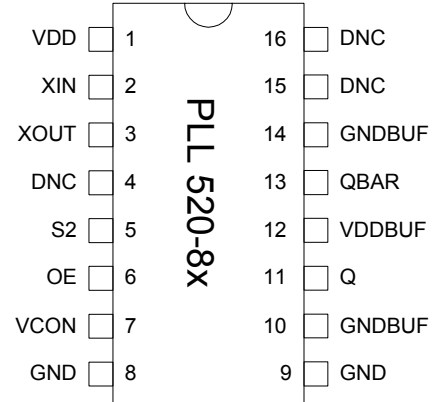 VDD 1 16 DNC
XIN 2 15 DNC
XOUT 3 14 GNDBUF
DNC 4 13 QBAR
S2 5 12 VDDBUF
OE 6 11 Q
VCON 7 10 GNDBUF
GND 8 9 GND
PLL 520-8x